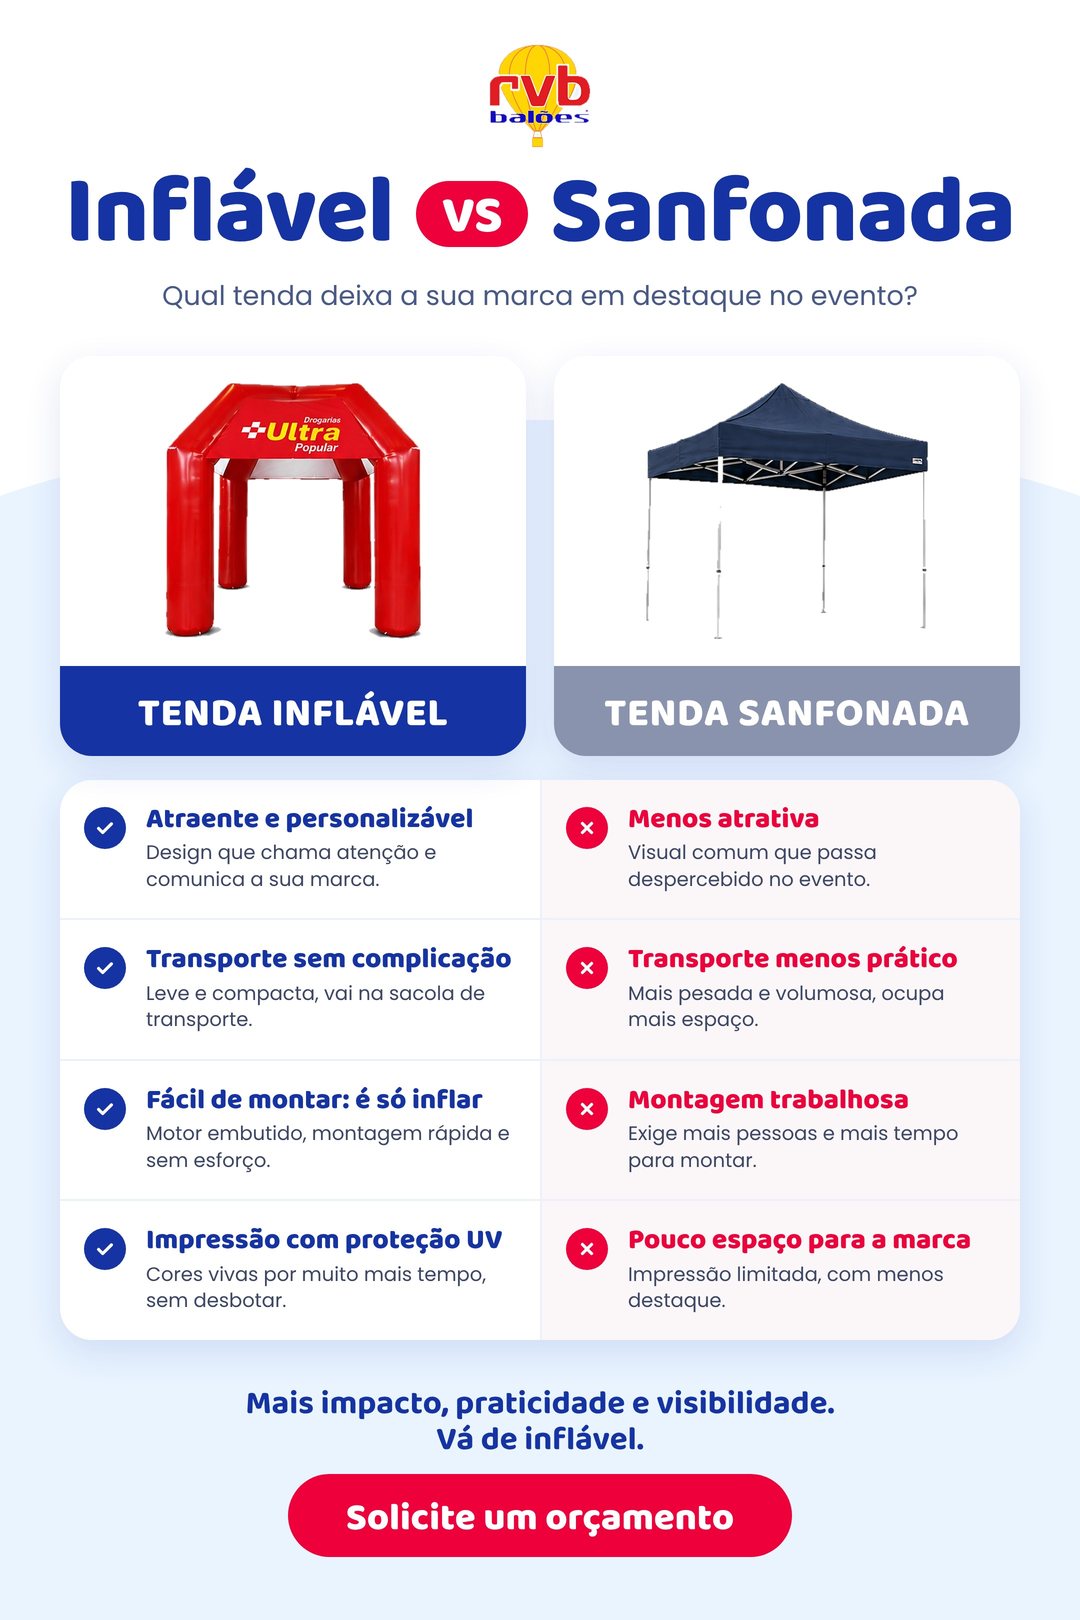 rvb
balões
Inflável VS Sanfonada
Qual tenda deixa a sua marca em destaque no evento?
Drogarias
Ultra
Popular
TENDA INFLÁVEL
TENDA SANFONADA
Atraente e personalizável
Design que chama atenção e
comunica a sua marca.
Menos atrativa
Visual comum que passa
despercebido no evento.
Transporte sem complicação
Leve e compacta, vai na sacola de
transporte.
Transporte menos prático
Mais pesada e volumosa, ocupa
mais espaço.
Fácil de montar: é só inflar
Motor embutido, montagem rápida e
sem esforço.
Montagem trabalhosa
Exige mais pessoas e mais tempo
para montar.
Impressão com proteção UV
Cores vivas por muito mais tempo,
sem desbotar.
Pouco espaço para a marca
Impressão limitada, com menos
destaque.
Mais impacto, praticidade e visibilidade.
Vá de inflável.
Solicite um orçamento